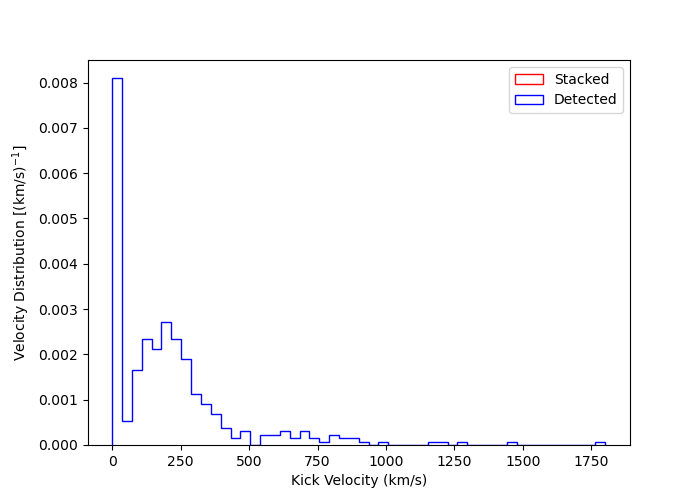 Stacked
Detected
0.008
0.007
0.006
0.005
0.004
0.003
0.002
0.001
0.000
Velocity Distribution [(km/s)⁻¹]
0 250 500 750 1000 1250 1500 1750
Kick Velocity (km/s)